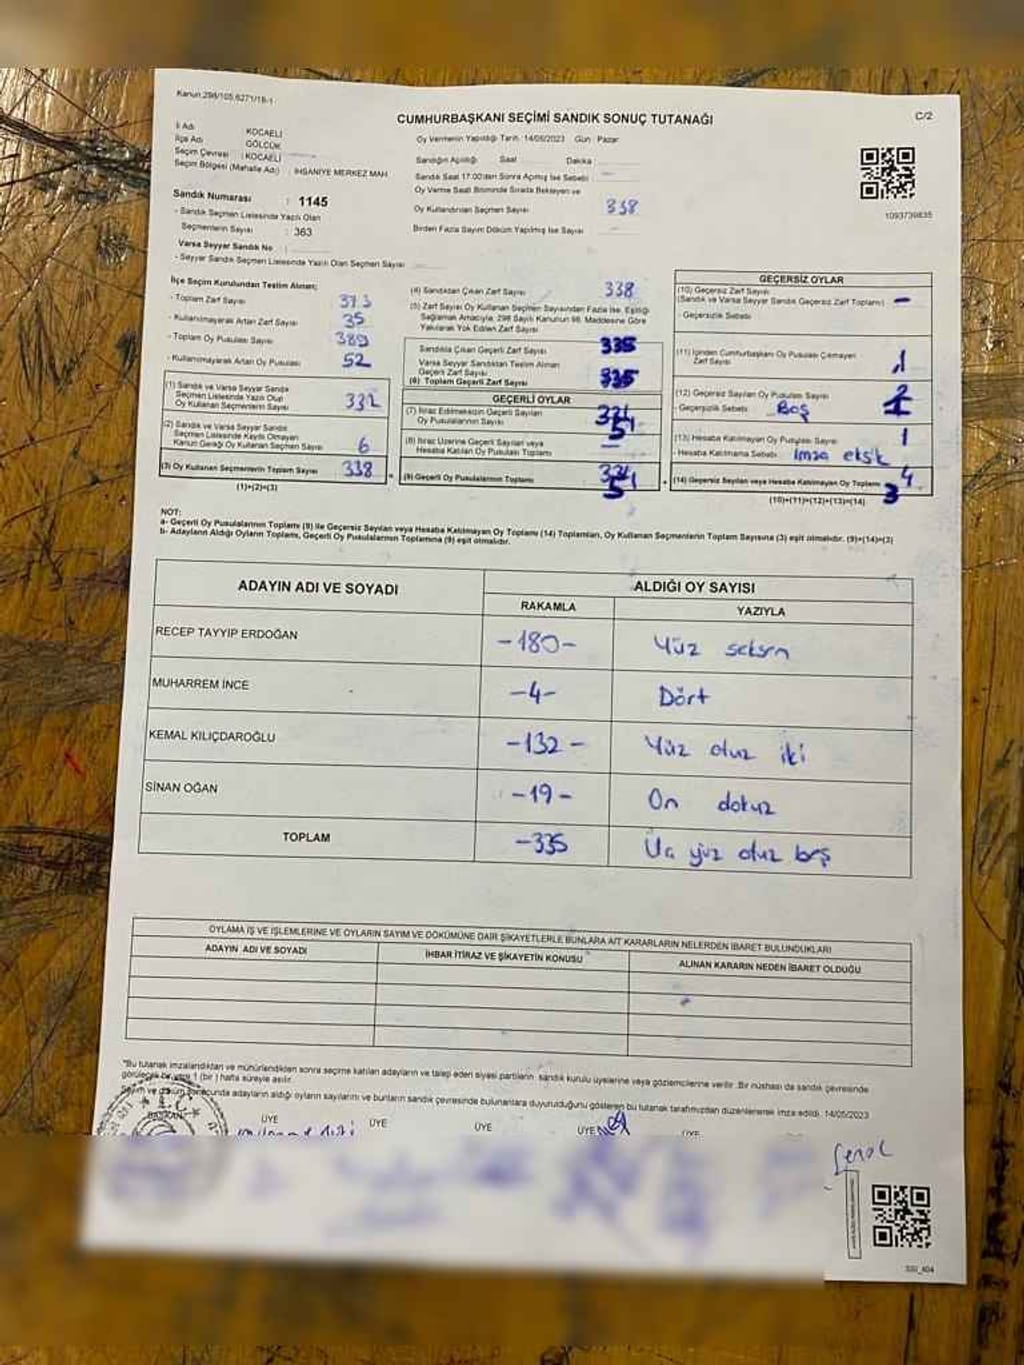 Kanun:298/105,6271/18-1
C/2
CUMHURBAŞKANI SEÇİMİ SANDIK SONUÇ TUTANAĞI
İl Adı : KOCAELİ
İlçe Adı : GÖLCÜK
Seçim Çevresi : KOCAELİ
Seçim Bölgesi (Mahalle Adı) : İHSANİYE MERKEZ MAH.
Sandık Numarası : 1145
- Sandık Seçmen Listesinde Yazılı Olan
Seçmenlerin Sayısı : 363
Varsa Seyyar Sandık No :
- Seyyar Sandık Seçmen Listesinde Yazılı Olan Seçmen Sayısı
Oy Vermenin Yapıldığı Tarih: 14/05/2023 Gün: Pazar
Sandığın Açıldığı Saat Dakika
Sandık Saat 17:00'den Sonra Açılmış İse Sebebi
Oy Verme Saati Bitiminde Sırada Bekleyen ve
Oy Kullandırılan Seçmen Sayısı 338
Birden Fazla Sayım Döküm Yapılmış İse Sayısı
1093739835
İlçe Seçim Kurulundan Teslim Alınan;
- Toplam Zarf Sayısı 373
- Kullanılmayarak Artan Zarf Sayısı 35
- Toplam Oy Pusulası Sayısı
- Kullanılmayarak Artan Oy Pusulası 52
(1) Sandık ve Varsa Seyyar Sandık
Seçmen Listesinde Yazılı Olan
Oy Kullanan Seçmenlerin Sayısı 332
(2) Sandık ve Varsa Seyyar Sandık
Seçmen Listesinde Kayıtlı Olmayan
Kanun Gereği Oy Kullanan Seçmen Sayısı 6
(3) Oy Kullanan Seçmenlerin Toplam Sayısı 338
(1)+(2)=(3)
(4) Sandıktan Çıkan Zarf Sayısı 338
(5) Zarf Sayısı Oy Kullanan Seçmen Sayısından Fazla İse, Eşitliği
Sağlamak Amacıyla, 298 Sayılı Kanunun 98. Maddesine Göre
Yakılarak Yok Edilen Zarf Sayısı
Sandıkta Çıkan Geçerli Zarf Sayısı 335
Varsa Seyyar Sandıktan Teslim Alınan
Geçerli Zarf Sayısı
(6) Toplam Geçerli Zarf Sayısı 335
GEÇERLİ OYLAR
(7) İtiraz Edilmeksizin Geçerli Sayılan
Oy Pusulalarının Sayısı
(8) İtiraz Üzerine Geçerli Sayılan veya
Hesaba Katılan Oy Pusulası Toplamı
(9) Geçerli Oy Pusulalarının Toplamı
GEÇERSİZ OYLAR
(10) Geçersiz Zarf Sayısı
(Sandık ve Varsa Seyyar Sandık Geçersiz Zarf Toplamı) -
- Geçersizlik Sebebi
(11) İçinden Cumhurbaşkanı Oy Pusulası Çıkmayan
Zarf Sayısı 1
(12) Geçersiz Sayılan Oy Pusulası Sayısı
- Geçersizlik Sebebi Boş
(13) Hesaba Katılmayan Oy Pusulası Sayısı 1
- Hesaba Katılmama Sebebi İmza eksik
(14) Geçersiz Sayılan veya Hesaba Katılmayan Oy Toplamı 4 3
(10)+(11)+(12)+(13)=(14)
NOT:
a- Geçerli Oy Pusulalarının Toplamı (9) ile Geçersiz Sayılan veya Hesaba Katılmayan Oy Toplamı (14) Toplamları, Oy Kullanan Seçmenlerin Toplam Sayısına (3) eşit olmalıdır. (9)+(14)=(3)
b- Adayların Aldığı Oyların Toplamı, Geçerli Oy Pusulalarının Toplamına (9) eşit olmalıdır.
ADAYIN ADI VE SOYADI
ALDIĞI OY SAYISI
RAKAMLA YAZIYLA
RECEP TAYYİP ERDOĞAN -180- Yüz seksen
MUHARREM İNCE -4- Dört
KEMAL KILIÇDAROĞLU -132- Yüz otuz iki
SİNAN OĞAN -19- On dokuz
TOPLAM -335 Üç yüz otuz beş
OYLAMA İŞ VE İŞLEMLERİNE VE OYLARIN SAYIM VE DÖKÜMÜNE DAİR ŞİKAYETLERLE BUNLARA AİT KARARLARIN NELERDEN İBARET BULUNDUKLARI
ADAYIN ADI VE SOYADI İHBAR İTİRAZ VE ŞİKAYETİN KONUSU ALINAN KARARIN NEDEN İBARET OLDUĞU
"Bu tutanak imzalandıktan ve mühürlendikten sonra seçime katılan adayların ve talep eden siyasi partilerin sandık kurulu üyelerine veya gözlemcilerine verilir. Bir nüshası da sandık çevresinde
görülecek bir yere 1 (bir) hafta süreyle asılır.
Seçim ve döküm sonucunda adayların aldığı oyların sayılarını ve bunların sandık çevresinde bulunanlara duyurulduğunu gösteren bu tutanak tarafımızdan düzenlenerek imza edildi. 14/05/2023
BAŞKAN ÜYE ÜYE ÜYE ÜYE ÜYE
Şenol